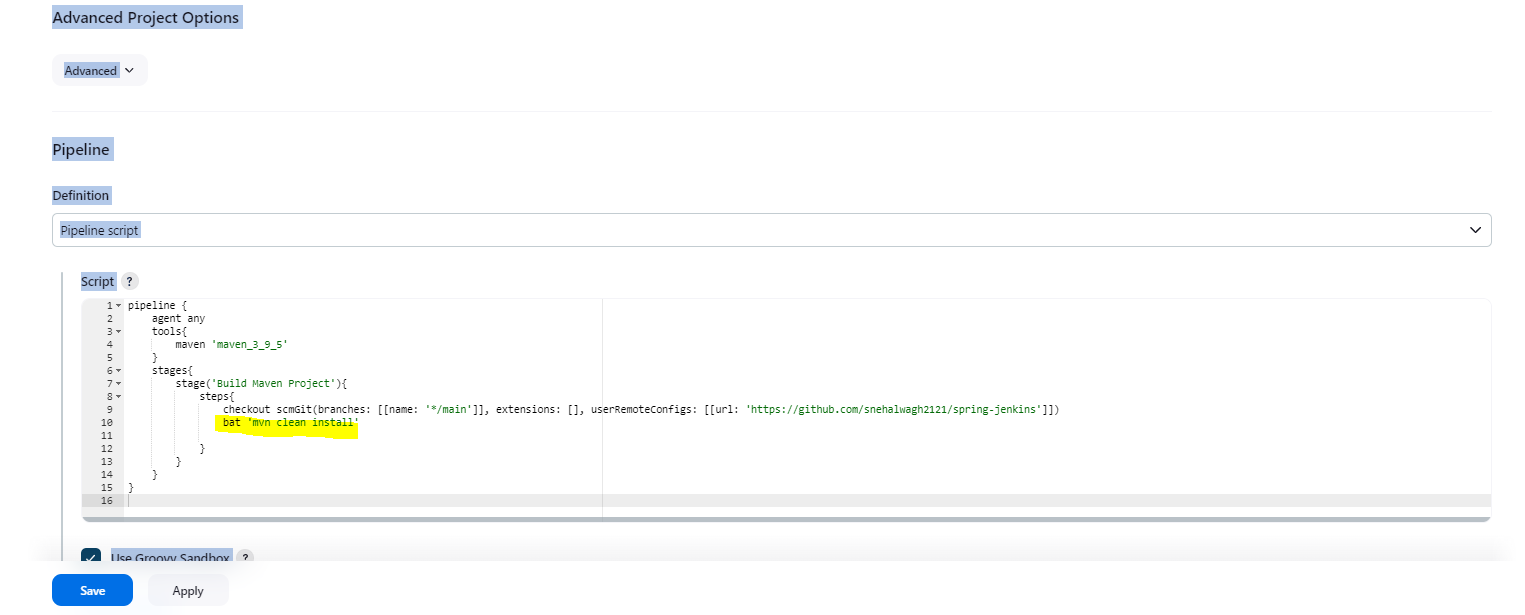 Advanced Project Options
Advanced
Pipeline
Definition
Pipeline script
Script ?
1 pipeline {
2 agent any
3 tools{
4 maven 'maven_3_9_5'
5 }
6 stages{
7 stage('Build Maven Project'){
8 steps{
9 checkout scmGit(branches: [[name: '*/main']], extensions: [], userRemoteConfigs: [[url: 'https://github.com/snehalwagh2121/spring-jenkins']])
10 bat 'mvn clean install'
11
12 }
13 }
14 }
15 }
16
Use Groovy Sandbox ?
Save Apply